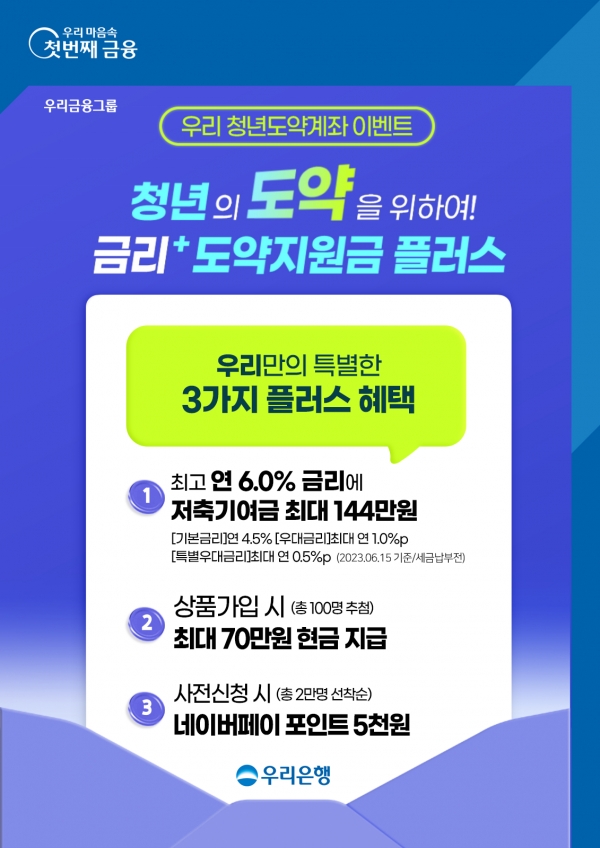 우리 마음속
첫번째 금융
우리금융그룹
우리 청년도약계좌 이벤트
청년의 도약을 위하여!
금리+ 도약지원금 플러스
우리만의 특별한
3가지 플러스 혜택
1 최고 연 6.0% 금리에
저축기여금 최대 144만원
[기본금리]연 4.5% [우대금리]최대 연 1.0%p
[특별우대금리]최대 연 0.5%p (2023.06.15 기준/세금납부전)
2 상품가입 시 (총 100명 추첨)
최대 70만원 현금 지급
3 사전신청 시 (총 2만명 선착순)
네이버페이 포인트 5천원
우리은행